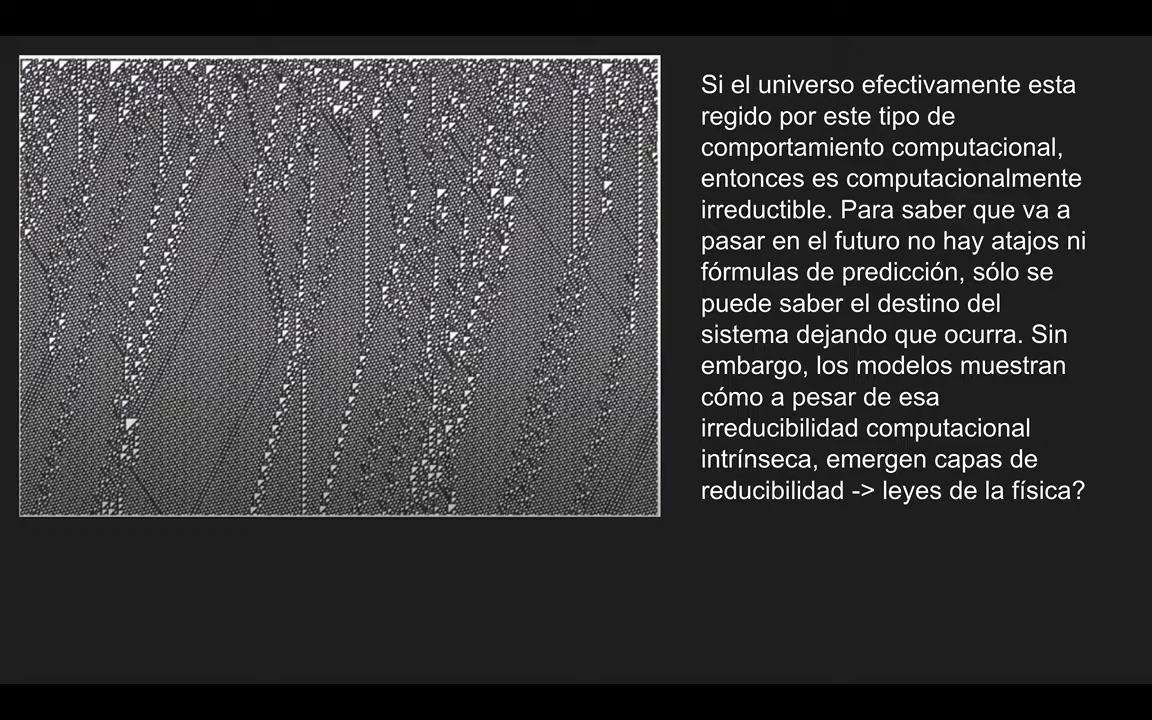 Si el universo efectivamente esta
regido por este tipo de
comportamiento computacional,
entonces es computacionalmente
irreductible. Para saber que va a
pasar en el futuro no hay atajos ni
fórmulas de predicción, sólo se
puede saber el destino del
sistema dejando que ocurra. Sin
embargo, los modelos muestran
cómo a pesar de esa
irreducibilidad computacional
intrínseca, emergen capas de
reducibilidad -> leyes de la física?